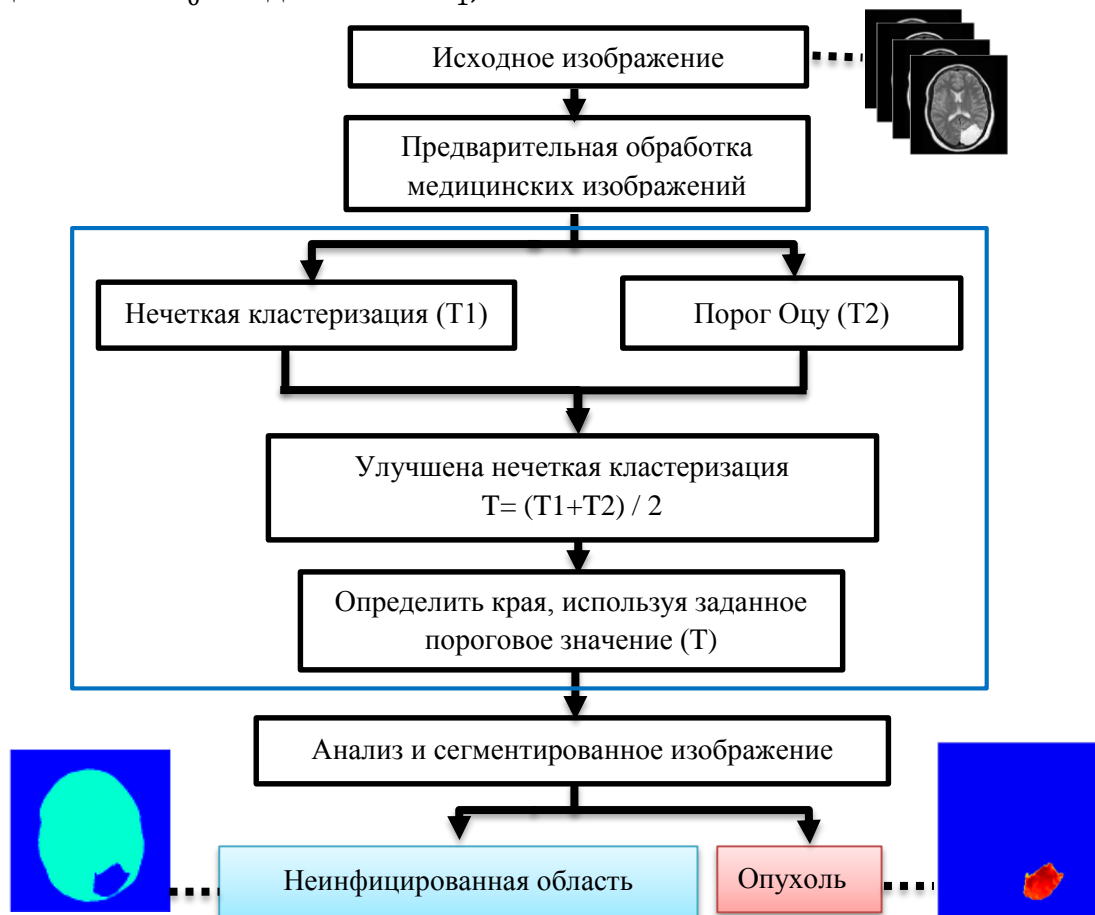 Исходное изображение
Предварительная обработка
медицинских изображений
Нечеткая кластеризация (T1)
Порог Оцу (T2)
Улучшена нечеткая кластеризация
T= (T1+T2) / 2
Определить края, используя заданное
пороговое значение (T)
Анализ и сегментированное изображение
Неинфицированная область
Опухоль